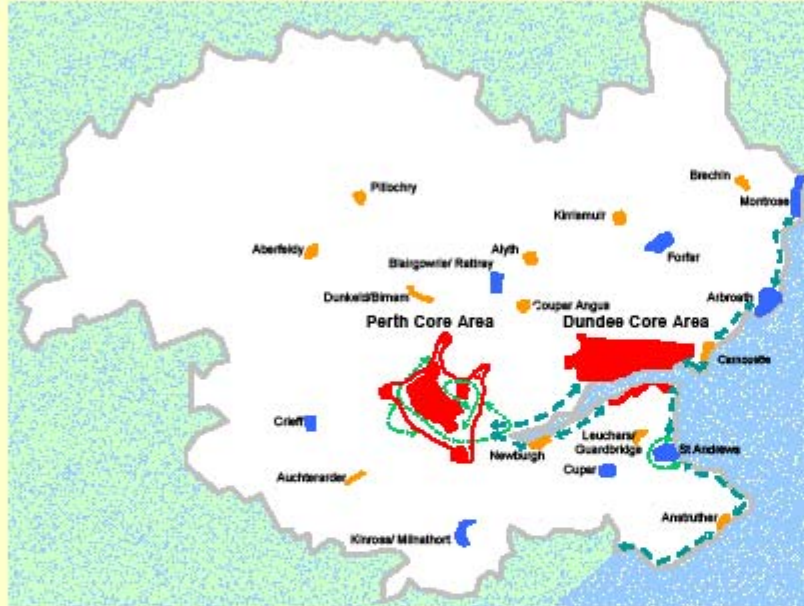 Brechin
Pitlochry
Montrose
Kirriemuir
Aberfeldy
Alyth
Forfar
Blairgowrie/ Rattray
Dunkeld/Birnam
Coupar Angus
Arbroath
Perth Core Area
Dundee Core Area
Carnoustie
Crieff
Leuchars/
Guardbridge
St Andrews
Newburgh
Cupar
Auchterarder
Anstruther
Kinross/ Milnathort